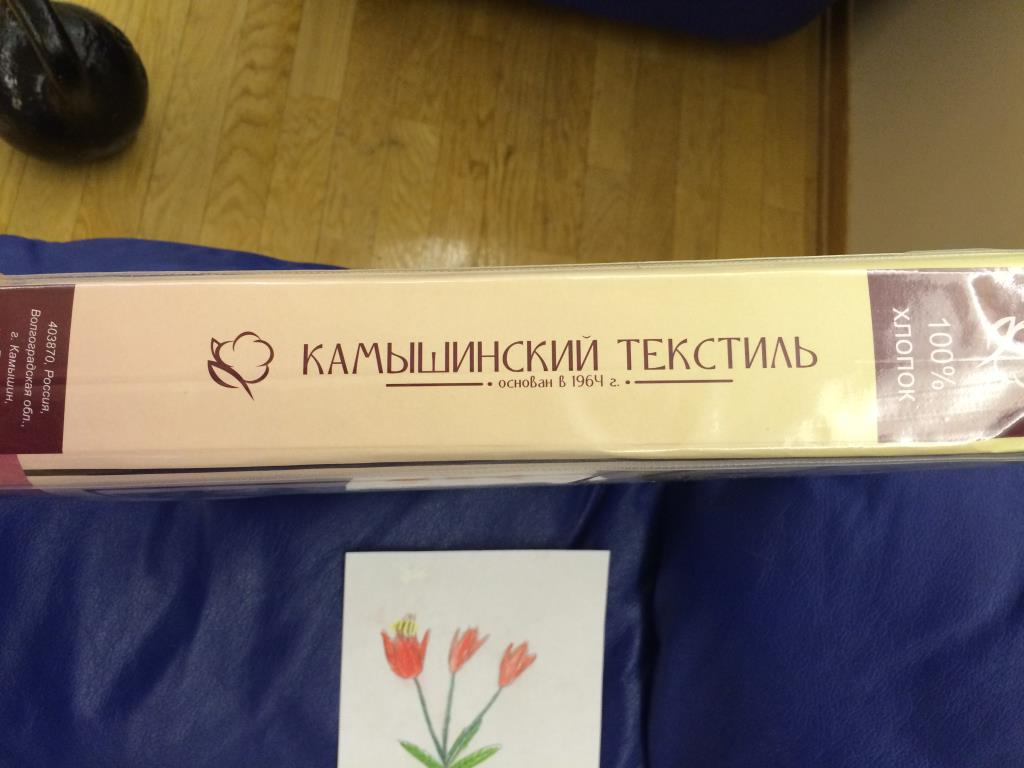 403870, Россия,
Волгоградская обл.,
г. Камышин,
КАМЫШИНСКИЙ ТЕКСТИЛЬ
основан в 1964 г.
100%
ХЛОПОК